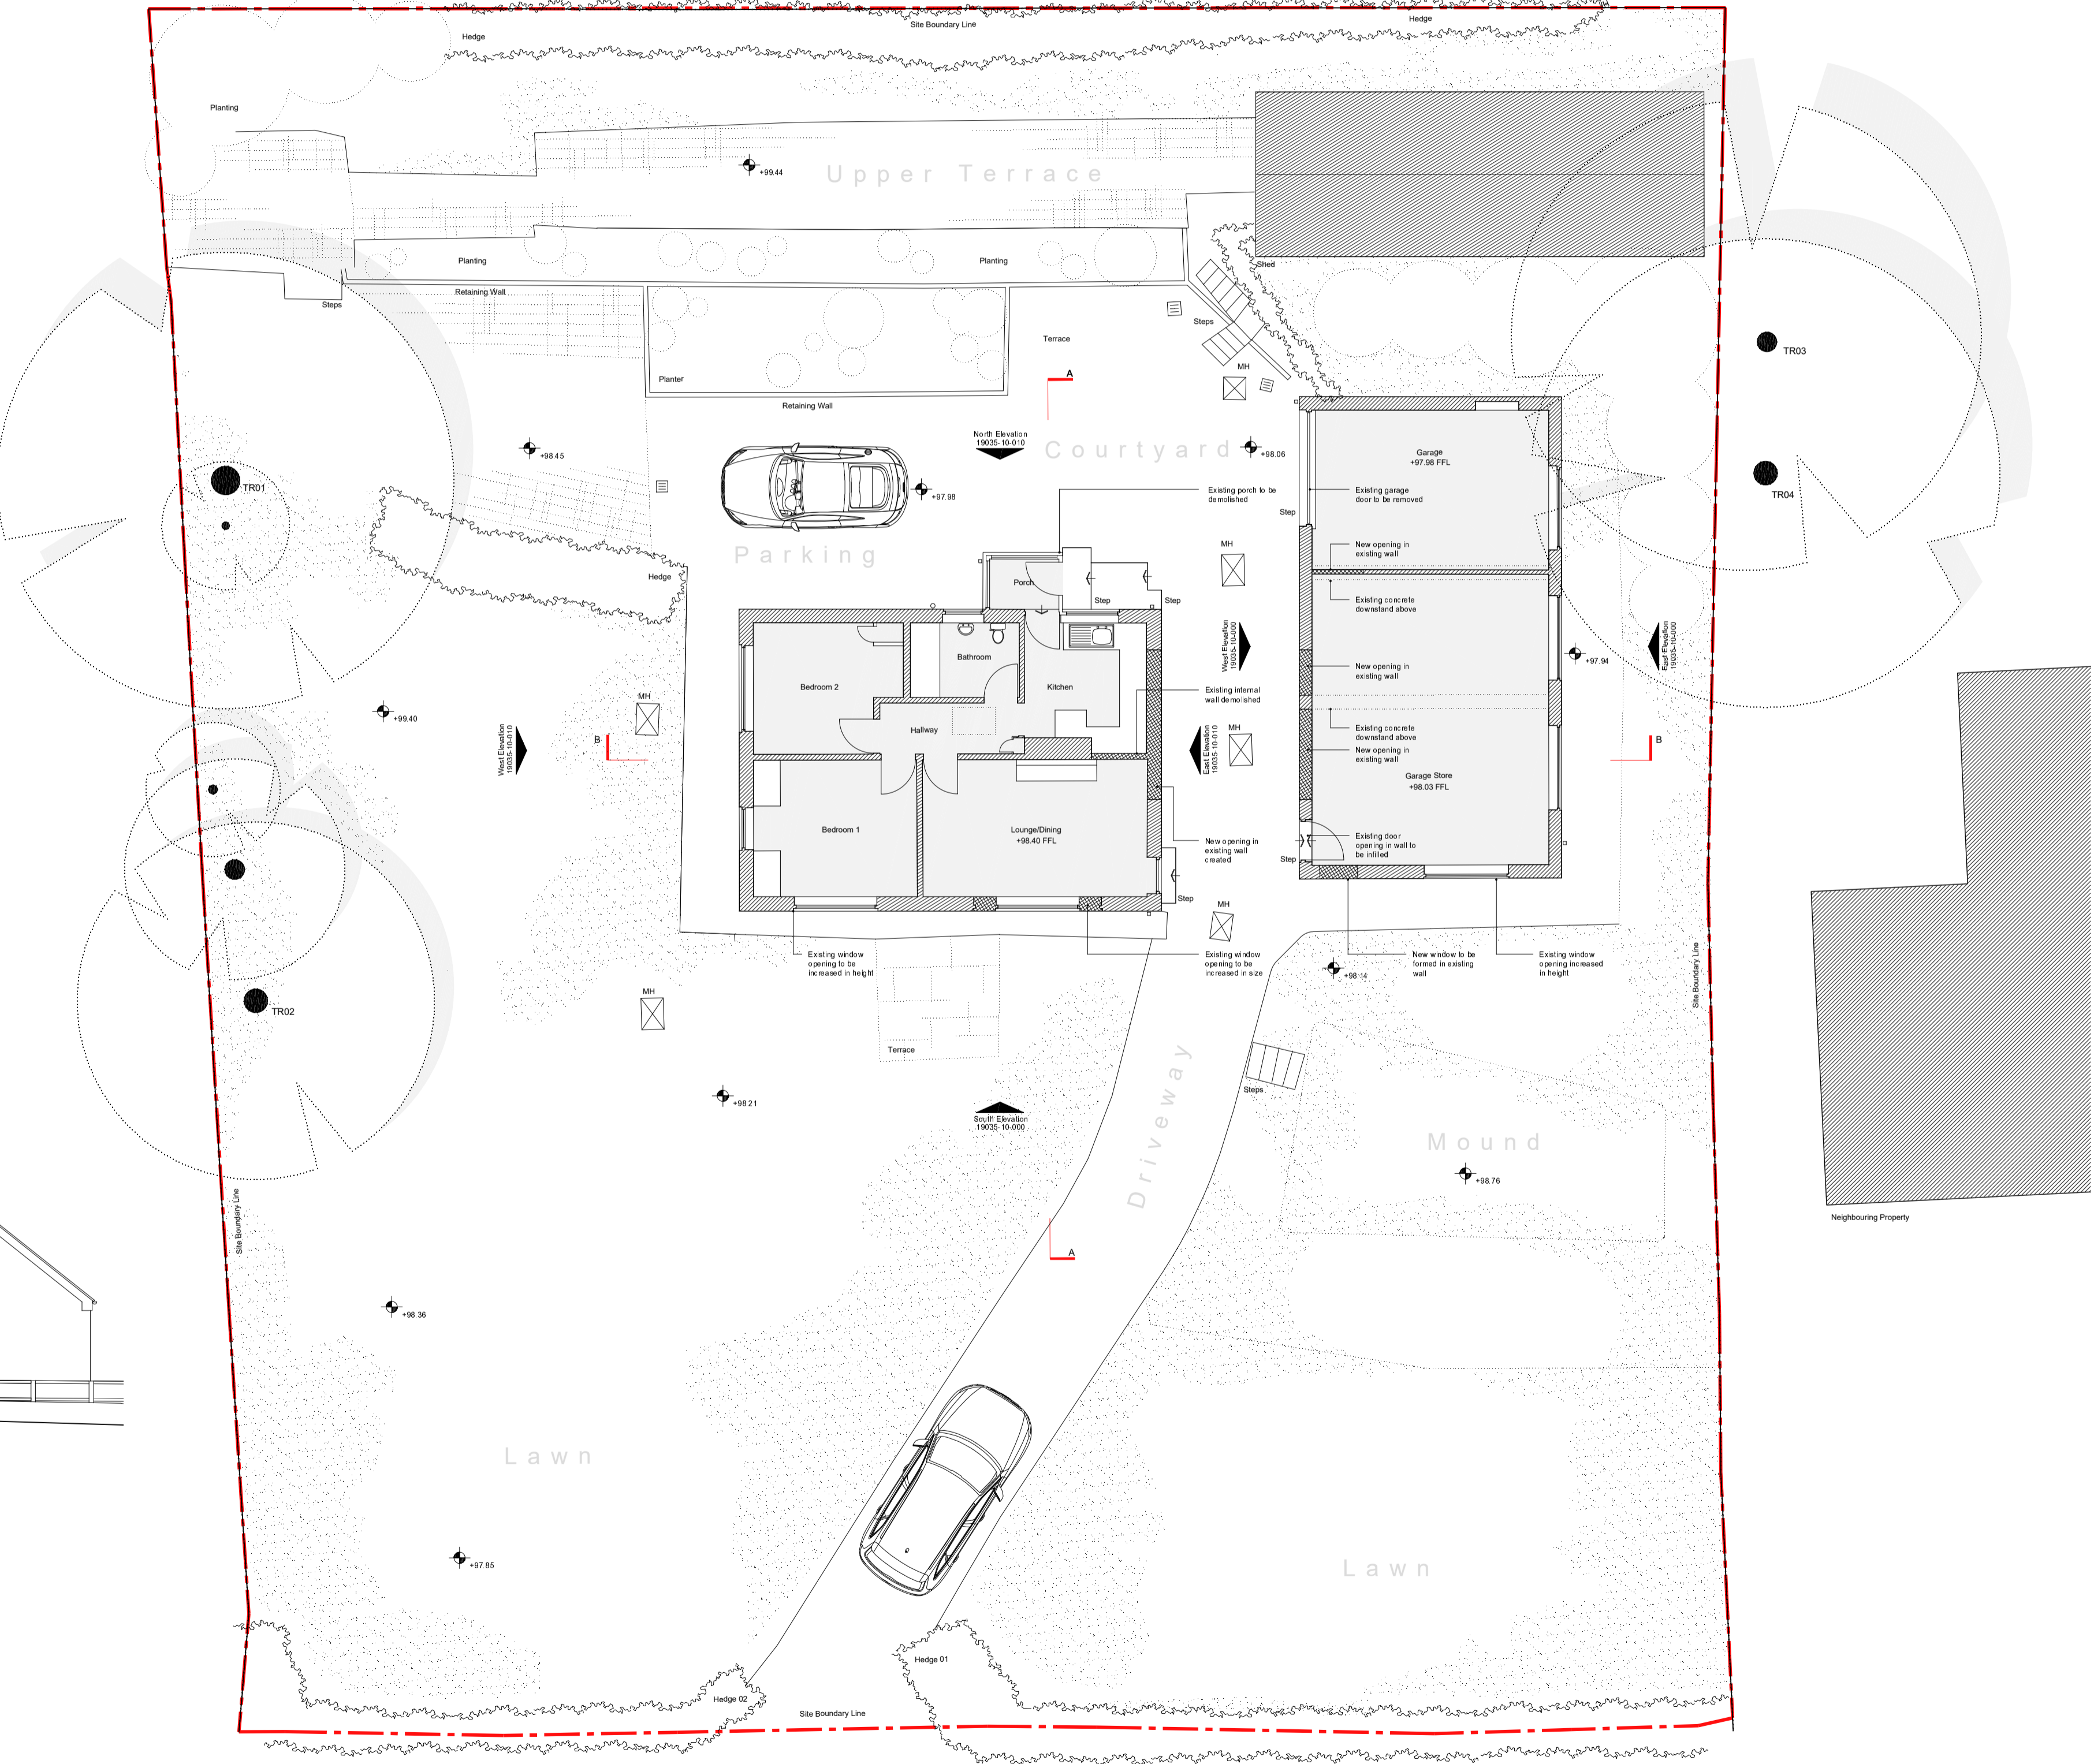 Site Boundary Line
Hedge
Hedge
Planting
Upper Terrace
+99.44
Planting
Planting
Shed
Retaining Wall
Steps
Steps
Terrace
TR03
Planter
MH
A
Retaining Wall
North Elevation
19035-10-010
Courtyard
+98.06
+98.45
Garage
+97.98 FFL
TR01
+97.98
Existing porch to be
demolished
Existing garage
door to be removed
TR04
Step
Parking
MH
New opening in
existing wall
Hedge
Porch
Step
Step
Existing concrete
downstand above
West Elevation
19035-10-000
East Elevation
19035-10-000
+97.94
Bathroom
Bedroom 2
Kitchen
Existing internal
wall demolished
New opening in
existing wall
MH
+99.40
Hallway
MH
Existing concrete
downstand above
New opening in
existing wall
West Elevation
19035-10-010
B
East Elevation
19035-10-010
B
Garage Store
+98.03 FFL
Bedroom 1
Lounge/Dining
+98.40 FFL
New opening in
existing wall
created
Existing door
opening in wall to
be infilled
Step
Step
MH
Existing window
opening to be
increased in height
Existing window
opening to be
increased in size
New window to be
formed in existing
wall
Existing window
opening increased
in height
+98.14
Site Boundary Line
MH
TR02
Terrace
Steps
+98.21
South Elevation
19035-10-000
Driveway
Mound
+98.76
Neighbouring Property
Site Boundary Line
A
+98.36
Lawn
+97.85
Lawn
Hedge 01
Hedge 02
Site Boundary Line